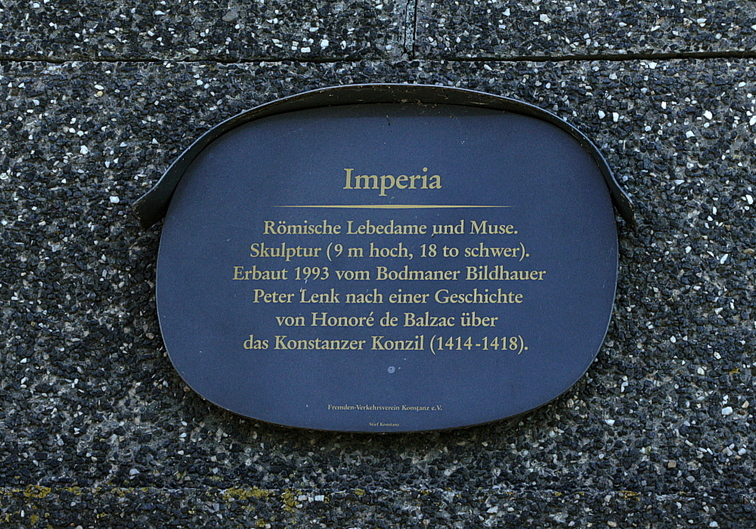 Imperia
Römische Lebedame und Muse.
Skulptur (9 m hoch, 18 to schwer).
Erbaut 1993 vom Bodmaner Bildhauer
Peter Lenk nach einer Geschichte
von Honoré de Balzac über
das Konstanzer Konzil (1414-1418).
Fremden-Verkehrsverein Konstanz e.V.
Konstanz